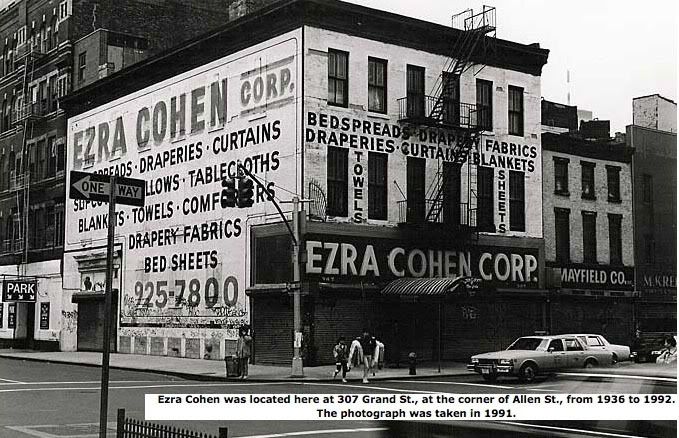 EZRA COHEN CORP.
SPREADS · DRAPERIES · CURTAINS
SLIPCOVERS · PILLOWS · TABLECLOTHS
BLANKETS · TOWELS · COMFORTERS
DRAPERY FABRICS
BED SHEETS
925-7800
ONE WAY
PARK
BEDSPREADS · DRAPERY FABRICS
DRAPERIES · CURTAINS BLANKETS
TOWELS
SHEETS
EZRA COHEN CORP.
MAYFIELD CO.
Ezra Cohen was located here at 307 Grand St., at the corner of Allen St., from 1936 to 1992.
The photograph was taken in 1991.